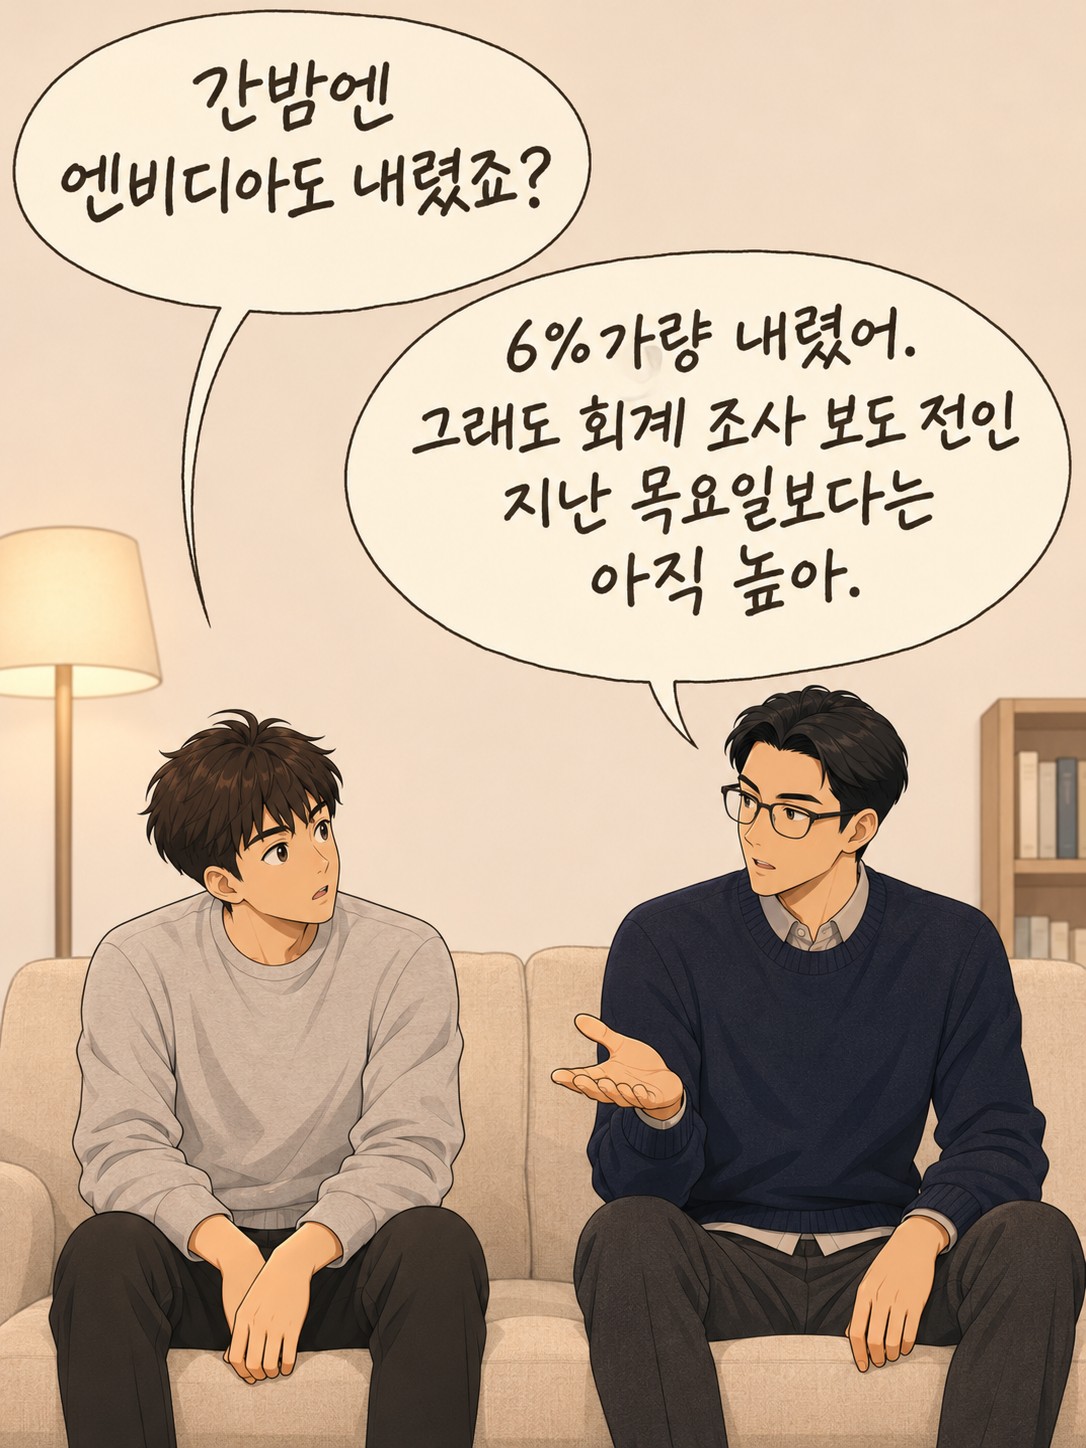 간밤엔
엔비디아도 내렸죠?
6%가량 내렸어.
그래도 회계 조사 보도 전인
지난 목요일보다는
아직 높아.